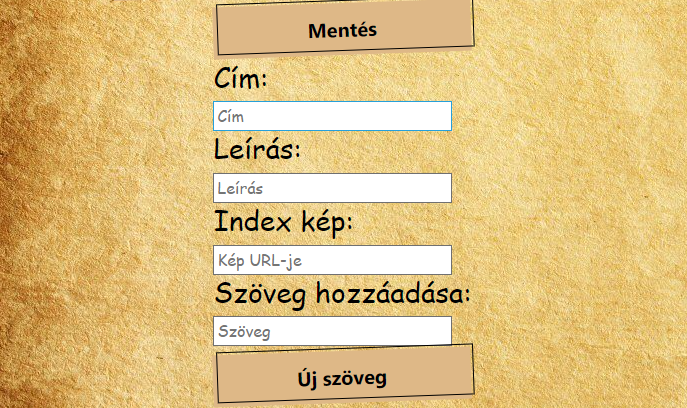 Mentés
Cím:
Cím
Leírás:
Leírás
Index kép:
Kép URL-je
Szöveg hozzáadása:
Szöveg
Új szöveg